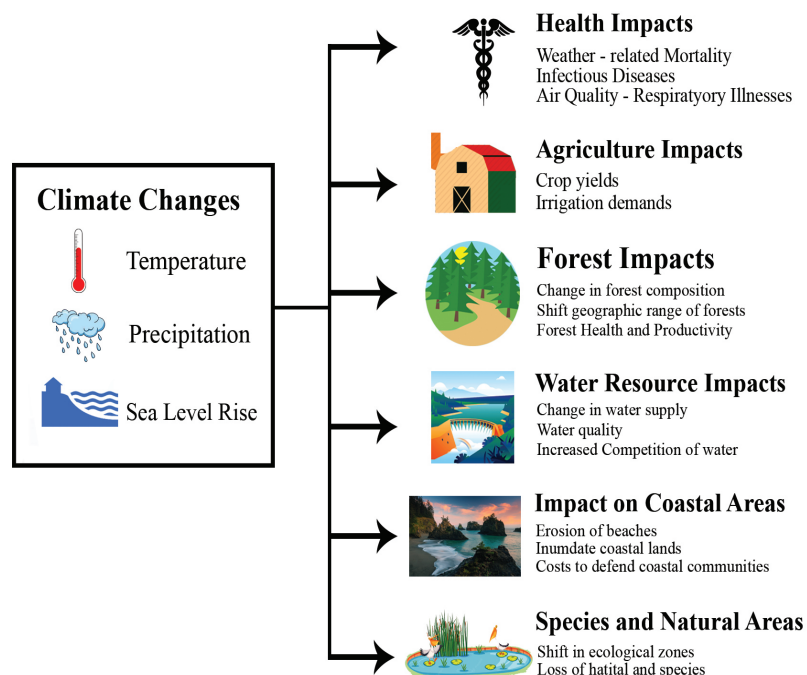 Climate Changes
Temperature
Precipitation
Sea Level Rise
Health Impacts
Weather - related Mortality
Infectious Diseases
Air Quality - Respiratyory Illnesses
Agriculture Impacts
Crop yields
Irrigation demands
Forest Impacts
Change in forest composition
Shift geographic range of forests
Forest Health and Productivity
Water Resource Impacts
Change in water supply
Water quality
Increased Competition of water
Impact on Coastal Areas
Erosion of beaches
Inumdate coastal lands
Costs to defend coastal communities
Species and Natural Areas
Shift in ecological zones
Loss of hatital and species